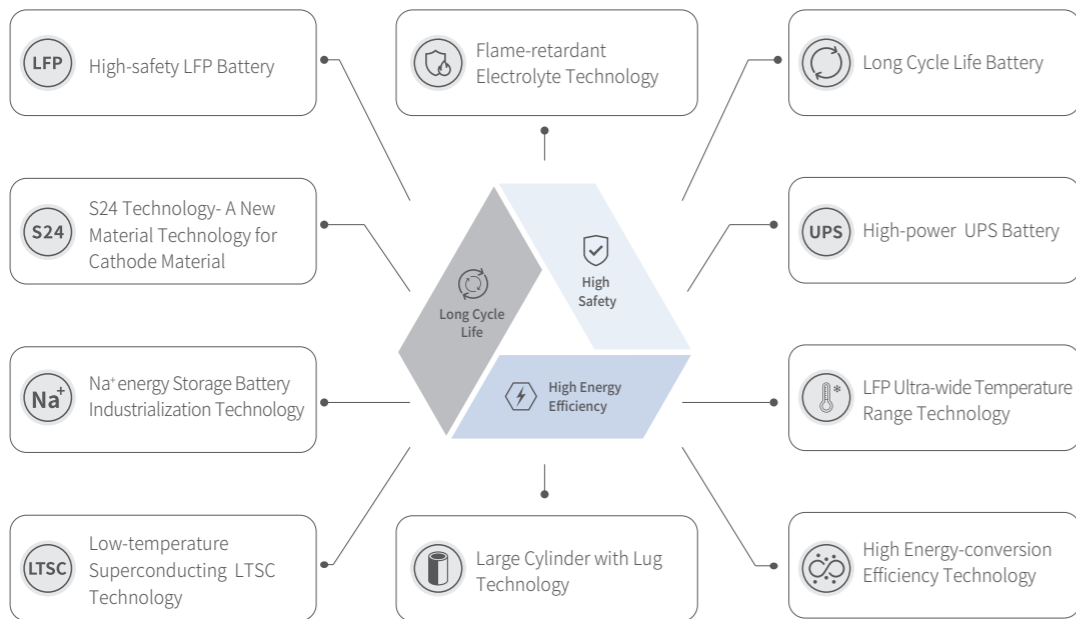 LFP
High-safety LFP Battery
Flame-retardant
Electrolyte Technology
Long Cycle Life Battery
S24
S24 Technology- A New
Material Technology for
Cathode Material
UPS
High-power UPS Battery
High
Safety
Long Cycle
Life
High Energy
Efficiency
Na⁺
Na⁺ energy Storage Battery
Industrialization Technology
LFP Ultra-wide Temperature
Range Technology
LTSC
Low-temperature
Superconducting LTSC
Technology
Large Cylinder with Lug
Technology
High Energy-conversion
Efficiency Technology